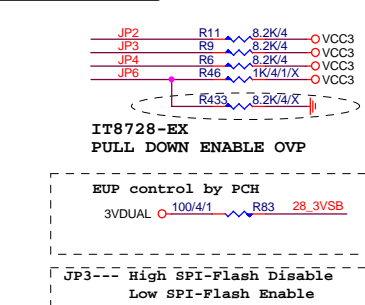 JP2 R11 8.2K/4 VCC3
JP3 R9 8.2K/4 VCC3
JP4 R6 8.2K/4 VCC3
JP6 R46 1K/4/1/X VCC3
R433 8.2K/4/X
IT8728-EX
PULL DOWN ENABLE OVP
EUP control by PCH
3VDUAL 100/4/1 R83 28_3VSB
JP3--- High SPI-Flash Disable
Low SPI-Flash Enable